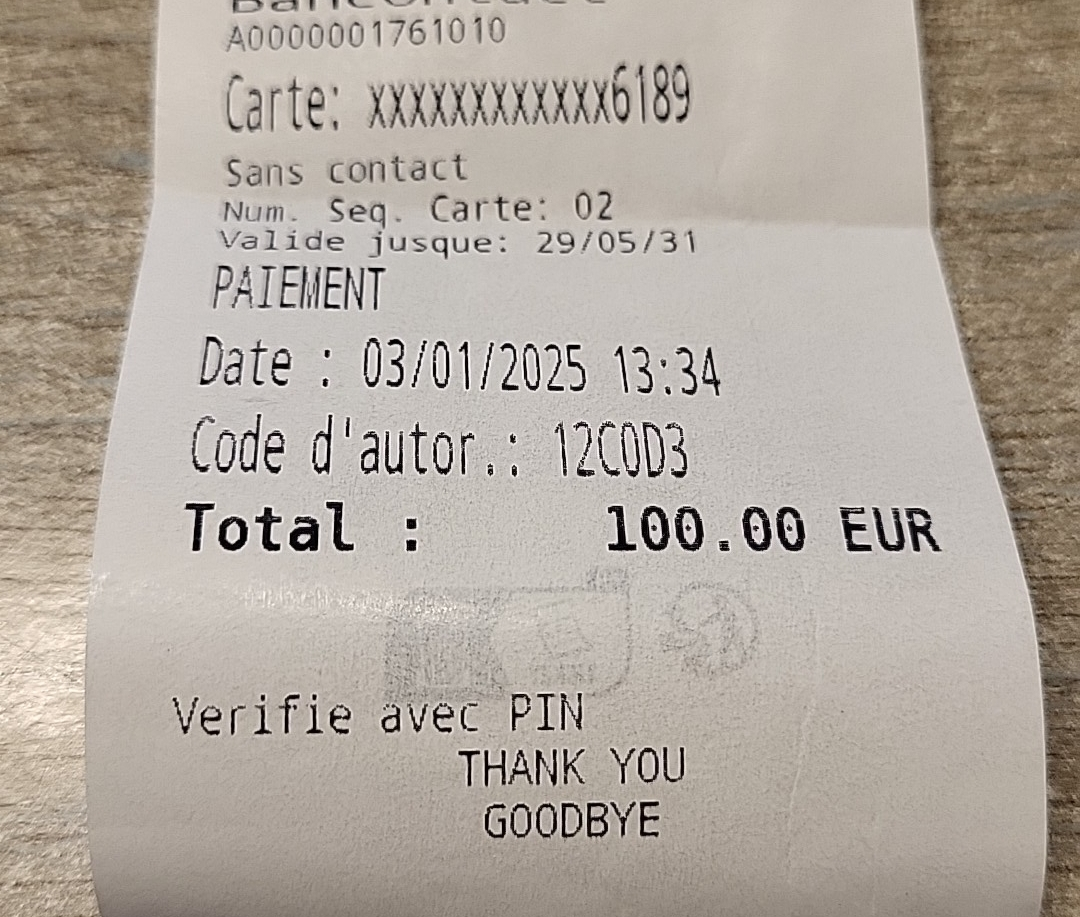 Bancontact
A0000001761010
Carte: xxxxxxxxxxxx6189
Sans contact
Num. Seq. Carte: 02
Valide jusque: 29/05/31
PAIEMENT
Date : 03/01/2025 13:34
Code d'autor.: 12C0D3
Total : 100.00 EUR
Verifie avec PIN
THANK YOU
GOODBYE